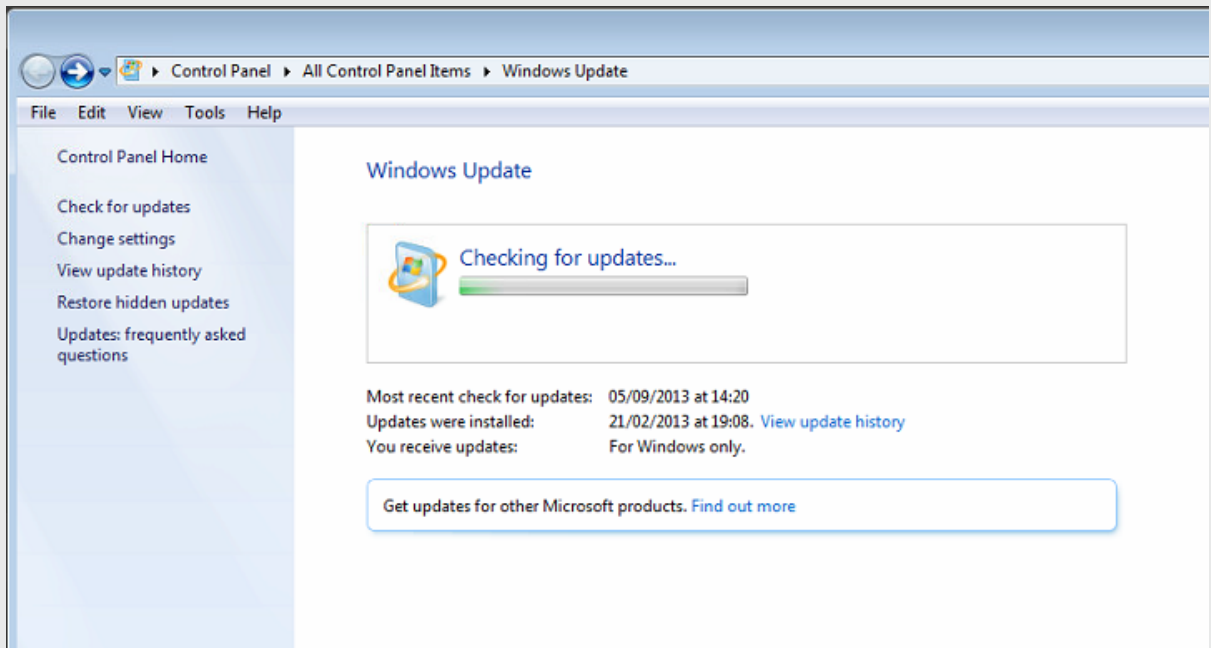 Control Panel All Control Panel Items Windows Update
File Edit View Tools Help
Control Panel Home
Check for updates
Change settings
View update history
Restore hidden updates
Updates: frequently asked
questions
Windows Update
Checking for updates...
Most recent check for updates: 05/09/2013 at 14:20
Updates were installed: 21/02/2013 at 19:08. View update history
You receive updates: For Windows only.
Get updates for other Microsoft products. Find out more